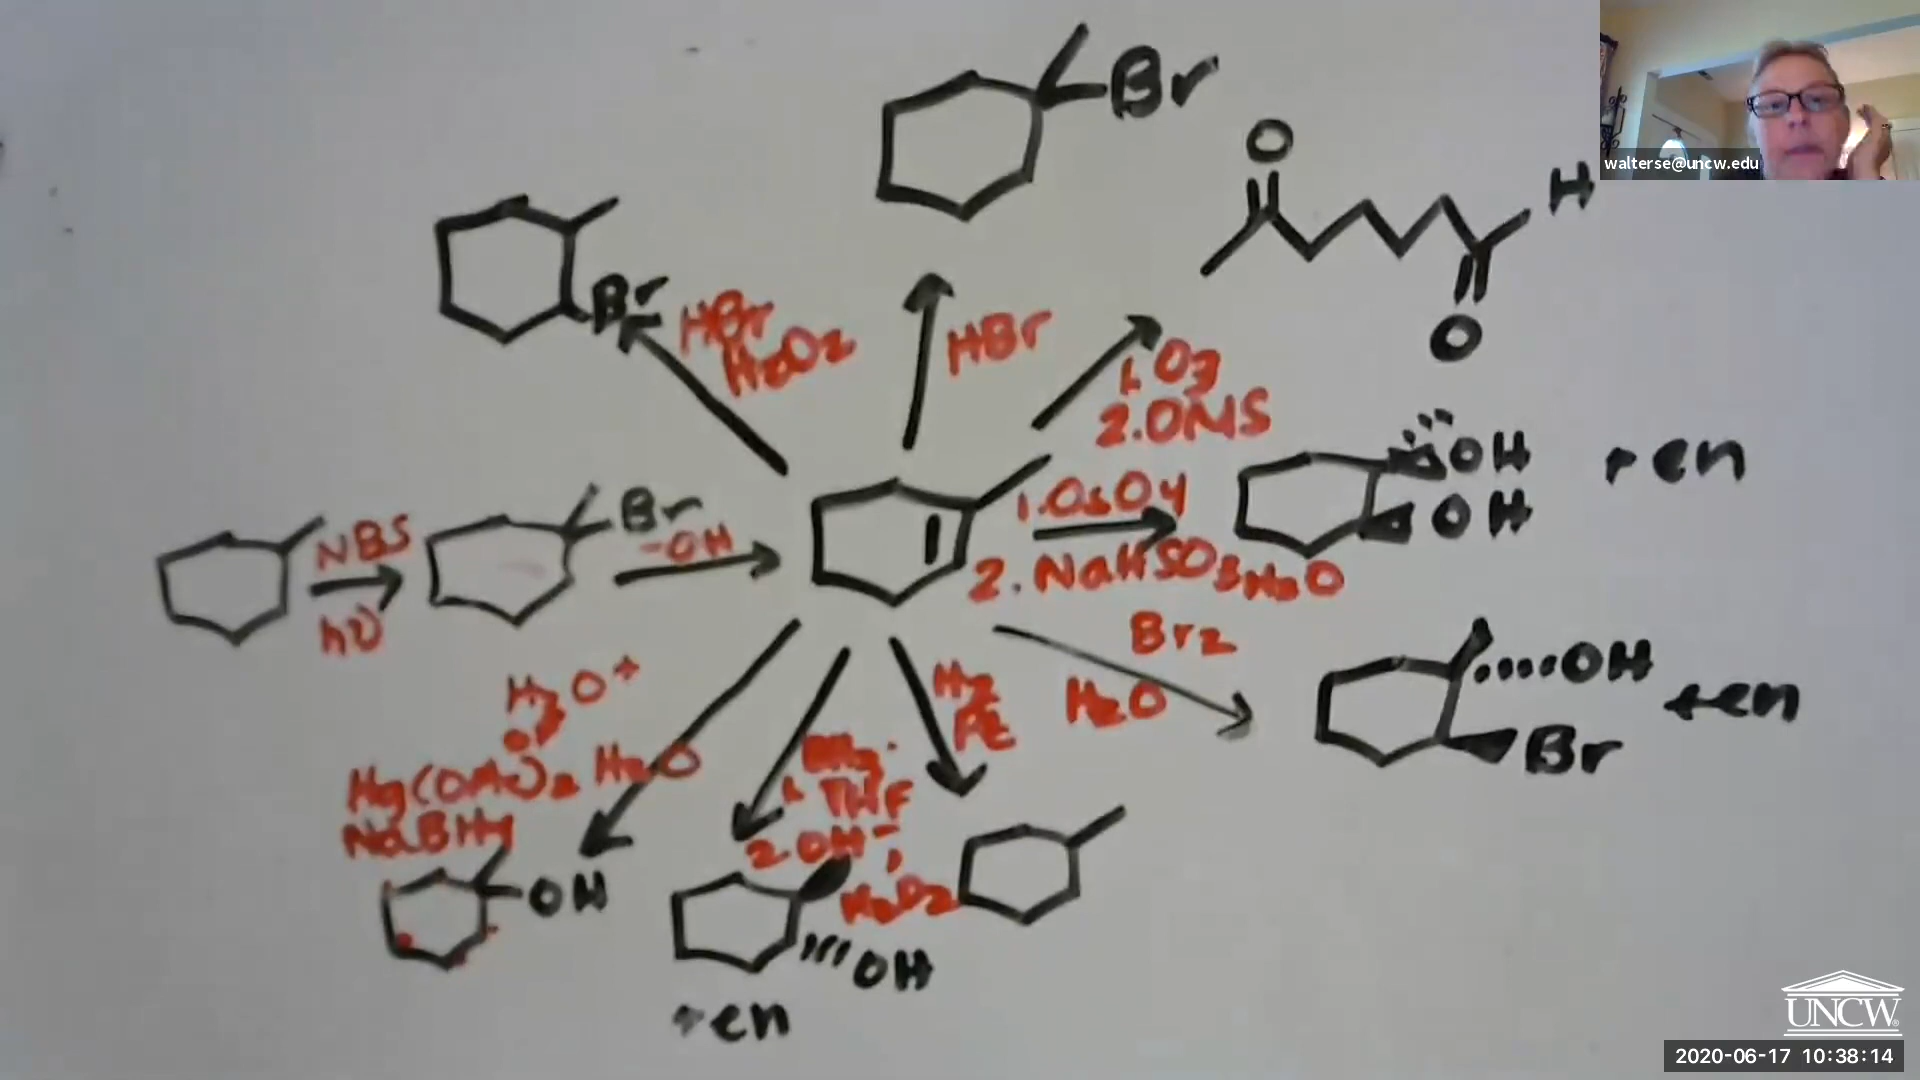 Br
O
H
walterse@uncw.edu
Br
HBr
H2O2
HBr
1. O3
2. DMS
O
OH
OH
+ en
NBS
hν
Br
-OH
1. OsO4
2. NaHSO3 H2O
Br2
H2O
OH
Br
+ en
H3O+
Hg(OAc)2 H2O
NaBH4
OH
1. BH3·
THF
2 OH-,
H2O2
OH
+ en
H2
Pt
UNCW
2020-06-17 10:38:14